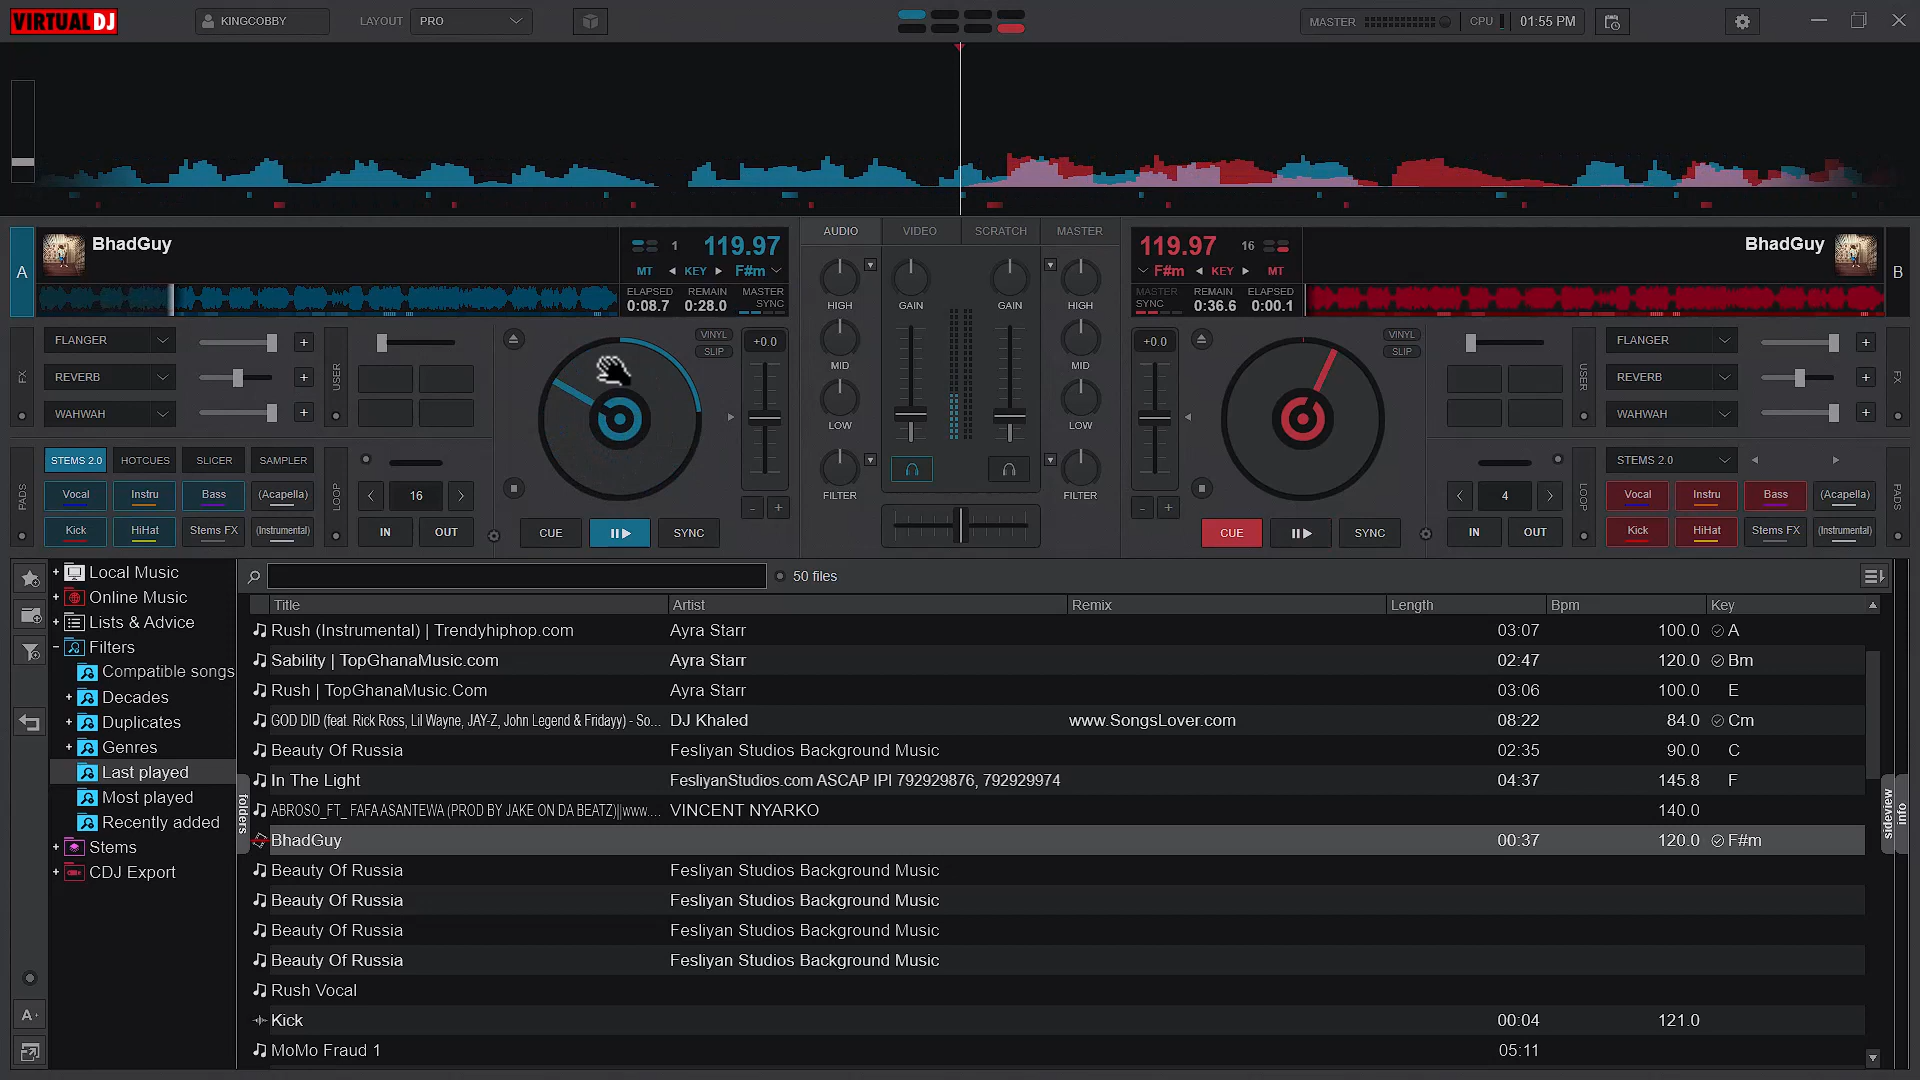 VIRTUAL DJ
KINGCOBBY
LAYOUT PRO
MASTER CPU 01:55 PM
BhadGuy
A
1 119.97
MT KEY F#m
ELAPSED 0:08.7
REMAIN 0:28.0
MASTER SYNC
AUDIO VIDEO SCRATCH MASTER
119.97 16
F#m KEY MT
MASTER SYNC
REMAIN 0:36.6
ELAPSED 0:00.1
BhadGuy
B
FX
FLANGER +
REVERB +
WAHWAH +
USER
VINYL
SLIP
+0.0
HIGH GAIN GAIN HIGH
MID MID
LOW LOW
FILTER FILTER
+0.0
VINYL
SLIP
USER
FLANGER +
REVERB +
WAHWAH +
FX
PADS
STEMS 2.0 HOTCUES SLICER SAMPLER
Vocal Instru Bass (Acapella)
Kick HiHat Stems FX (Instrumental)
LOOP
16
IN OUT
CUE SYNC
- +
- +
CUE SYNC
4
IN OUT
LOOP
STEMS 2.0
Vocal Instru Bass (Acapella)
Kick HiHat Stems FX (Instrumental)
PADS
Local Music
Online Music
Lists & Advice
Filters
Compatible songs
Decades
Duplicates
Genres
Last played
Most played
Recently added
Stems
CDJ Export
A+
folders
50 files
Title Artist Remix Length Bpm Key
Rush (Instrumental) | Trendyhiphop.com Ayra Starr 03:07 100.0 A
Sability | TopGhanaMusic.com Ayra Starr 02:47 120.0 Bm
Rush | TopGhanaMusic.Com Ayra Starr 03:06 100.0 E
GOD DID (feat. Rick Ross, Lil Wayne, JAY-Z, John Legend & Fridayy) - So... DJ Khaled www.SongsLover.com 08:22 84.0 Cm
Beauty Of Russia Fesliyan Studios Background Music 02:35 90.0 C
In The Light FesliyanStudios.com ASCAP IPI 792929876, 792929974 04:37 145.8 F
ABROSO_FT_ FAFA ASANTEWA (PROD BY JAKE ON DA BEATZ)||www.... VINCENT NYARKO 140.0
BhadGuy 00:37 120.0 F#m
Beauty Of Russia Fesliyan Studios Background Music
Beauty Of Russia Fesliyan Studios Background Music
Beauty Of Russia Fesliyan Studios Background Music
Beauty Of Russia Fesliyan Studios Background Music
Rush Vocal
Kick 00:04 121.0
MoMo Fraud 1 05:11
sideview
info